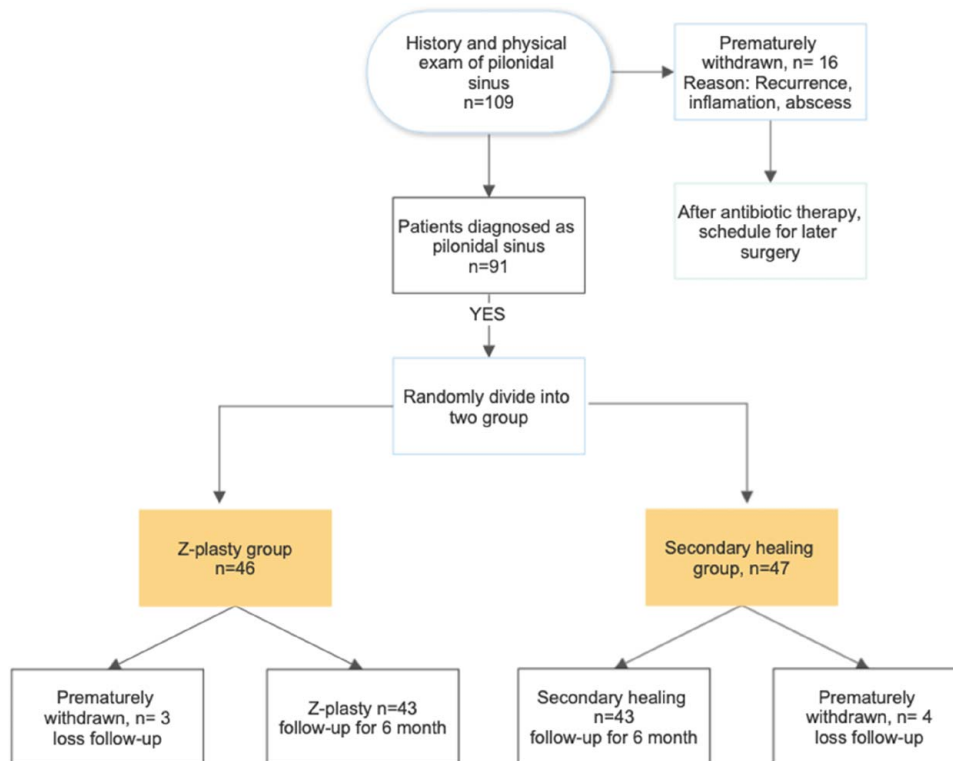 History and physical
exam of pilonidal
sinus
n=109
Prematurely
withdrawn, n= 16
Reason: Recurrence,
inflamation, abscess
After antibiotic therapy,
schedule for later
surgery
Patients diagnosed as
pilonidal sinus
n=91
YES
Randomly divide into
two group
Z-plasty group
n=46
Secondary healing
group, n=47
Prematurely
withdrawn, n= 3
loss follow-up
Z-plasty n=43
follow-up for 6 month
Secondary healing
n=43
follow-up for 6 month
Prematurely
withdrawn, n= 4
loss follow-up